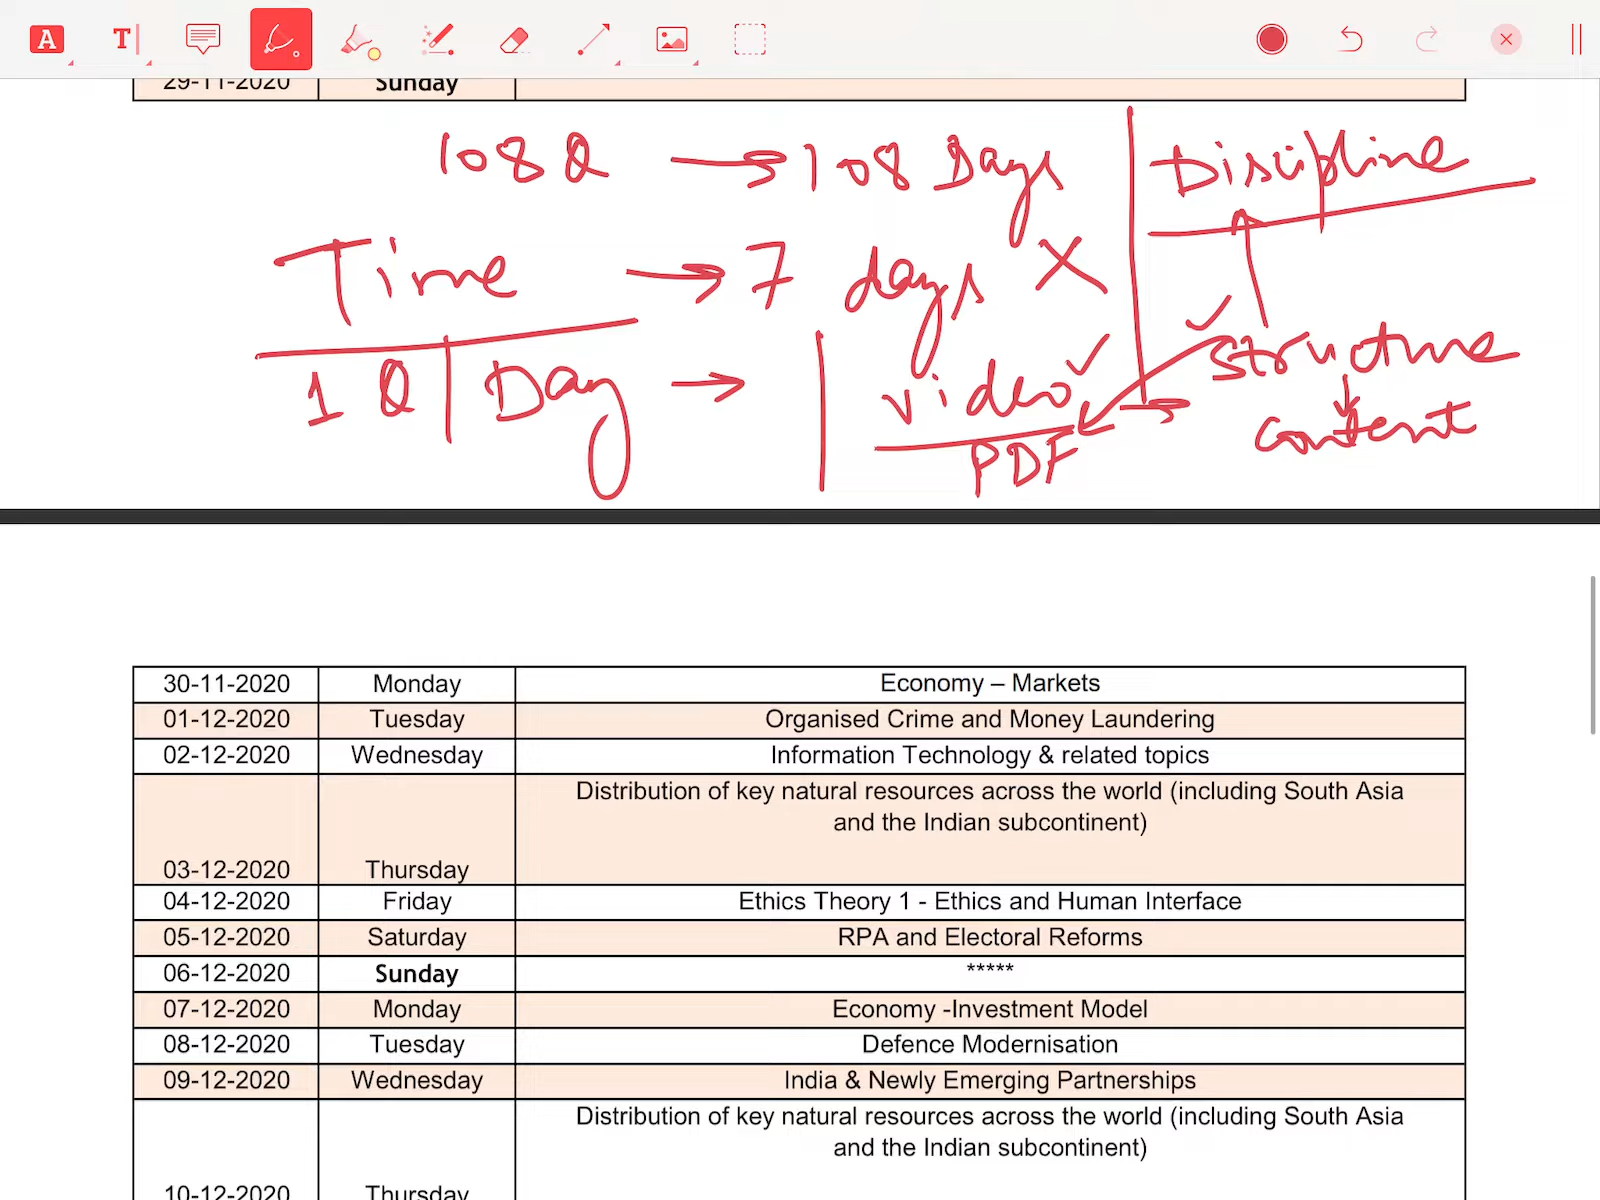 A T
29-11-2020 Sunday
108 Q → 108 Days Discipline
Time → 7 days X
structure
1 Q Day → video
content
PDF
30-11-2020 Monday Economy – Markets
01-12-2020 Tuesday Organised Crime and Money Laundering
02-12-2020 Wednesday Information Technology & related topics
Distribution of key natural resources across the world (including South Asia
and the Indian subcontinent)
03-12-2020 Thursday
04-12-2020 Friday Ethics Theory 1 - Ethics and Human Interface
05-12-2020 Saturday RPA and Electoral Reforms
06-12-2020 Sunday *****
07-12-2020 Monday Economy -Investment Model
08-12-2020 Tuesday Defence Modernisation
09-12-2020 Wednesday India & Newly Emerging Partnerships
Distribution of key natural resources across the world (including South Asia
and the Indian subcontinent)
10-12-2020 Thursday